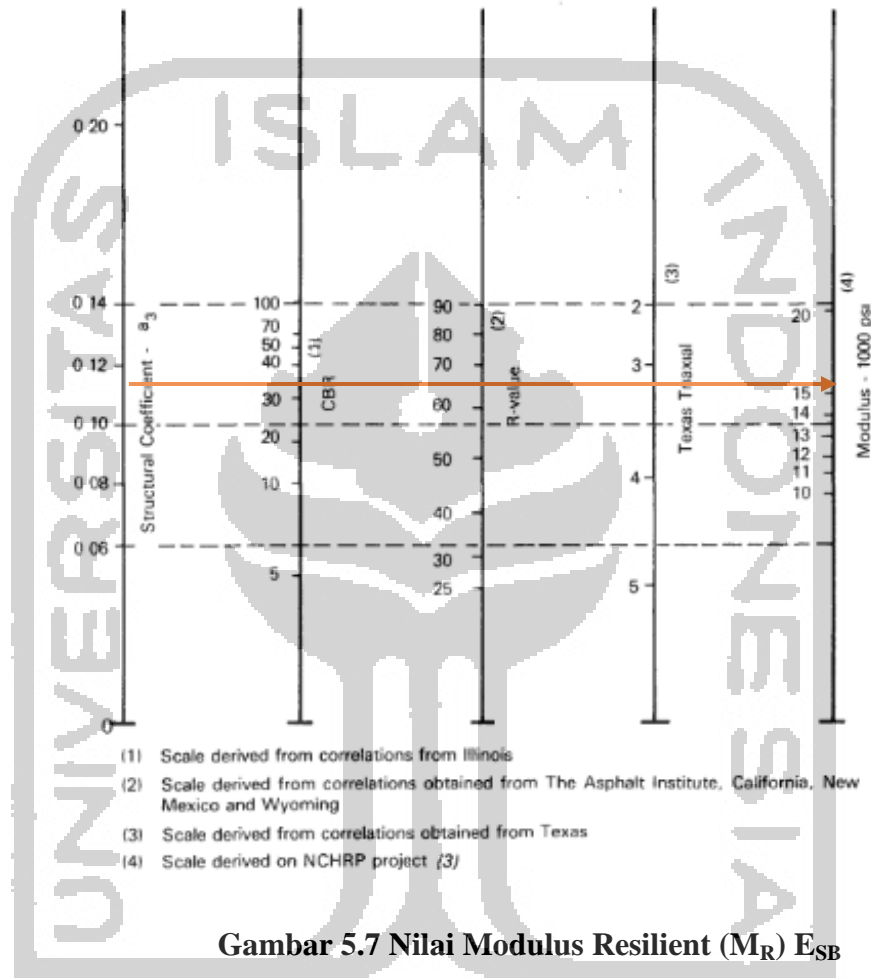 UNIVERSITAS
ISLAM
INDONESIA
0.20
0.14
0.12
0.10
0.08
0.06
0
Structural Coefficient - a3
100
70
50
40
30
20
10
5
(1)
CBR
90
80
70
60
50
40
30
25
(2)
R-value
2
3
4
5
(3)
Texas Triaxial
20
15
14
13
12
11
10
(4)
Modulus - 1000 psi
(1) Scale derived from correlations from Illinois
(2) Scale derived from correlations obtained from The Asphalt Institute, California, New
Mexico and Wyoming
(3) Scale derived from correlations obtained from Texas
(4) Scale derived on NCHRP project (3)
Gambar 5.7 Nilai Modulus Resilient (MR) ESB